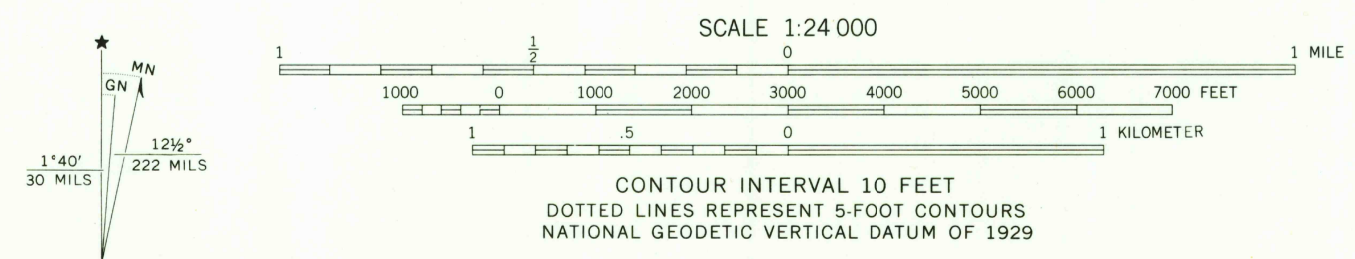 SCALE 1:24 000
1 1/2 0 1 MILE
1000 0 1000 2000 3000 4000 5000 6000 7000 FEET
1 .5 0 1 KILOMETER
CONTOUR INTERVAL 10 FEET
DOTTED LINES REPRESENT 5-FOOT CONTOURS
NATIONAL GEODETIC VERTICAL DATUM OF 1929
MN
GN
12½°
222 MILS
1°40′
30 MILS